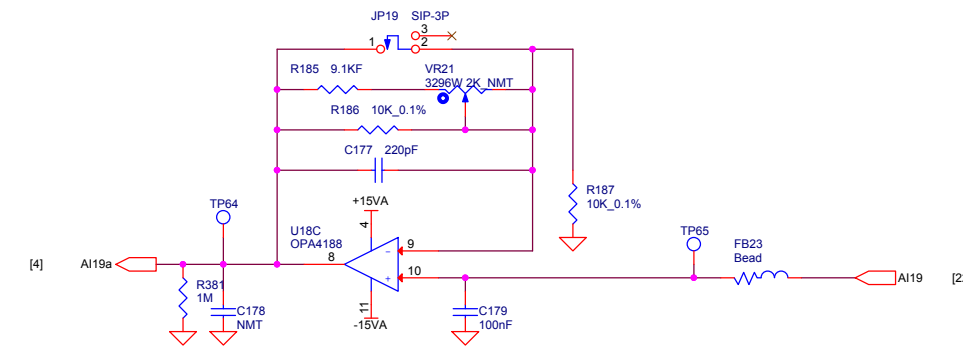 JP19 SIP-3P
3
1 2
R185 9.1KF VR21
3296W 2K_NMT
R186 10K_0.1%
C177 220pF
+15VA
R187
10K_0.1%
TP64
4
U18C
OPA4188
9
TP65
8
-
FB23
Bead
[4] AI19a
10
+
AI19
R381
1M
C178
NMT
11
-15VA
C179
100nF